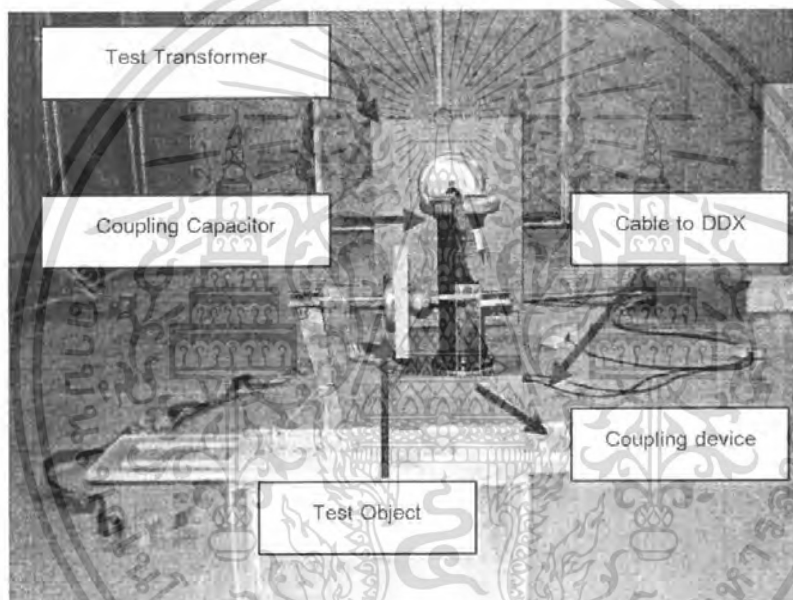 Test Transformer
Coupling Capacitor
Cable to DDX
Coupling device
Test Object